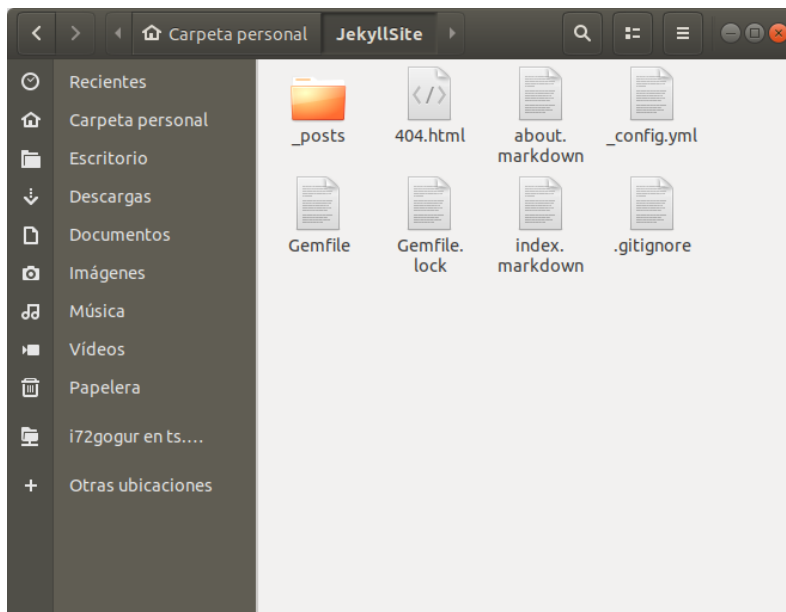 Carpeta personal JekyllSite
Recientes
Carpeta personal
Escritorio
Descargas
Documentos
Imágenes
Música
Vídeos
Papelera
i72gogur en ts....
Otras ubicaciones
_posts
404.html
about.
markdown
_config.yml
Gemfile
Gemfile.
lock
index.
markdown
.gitignore